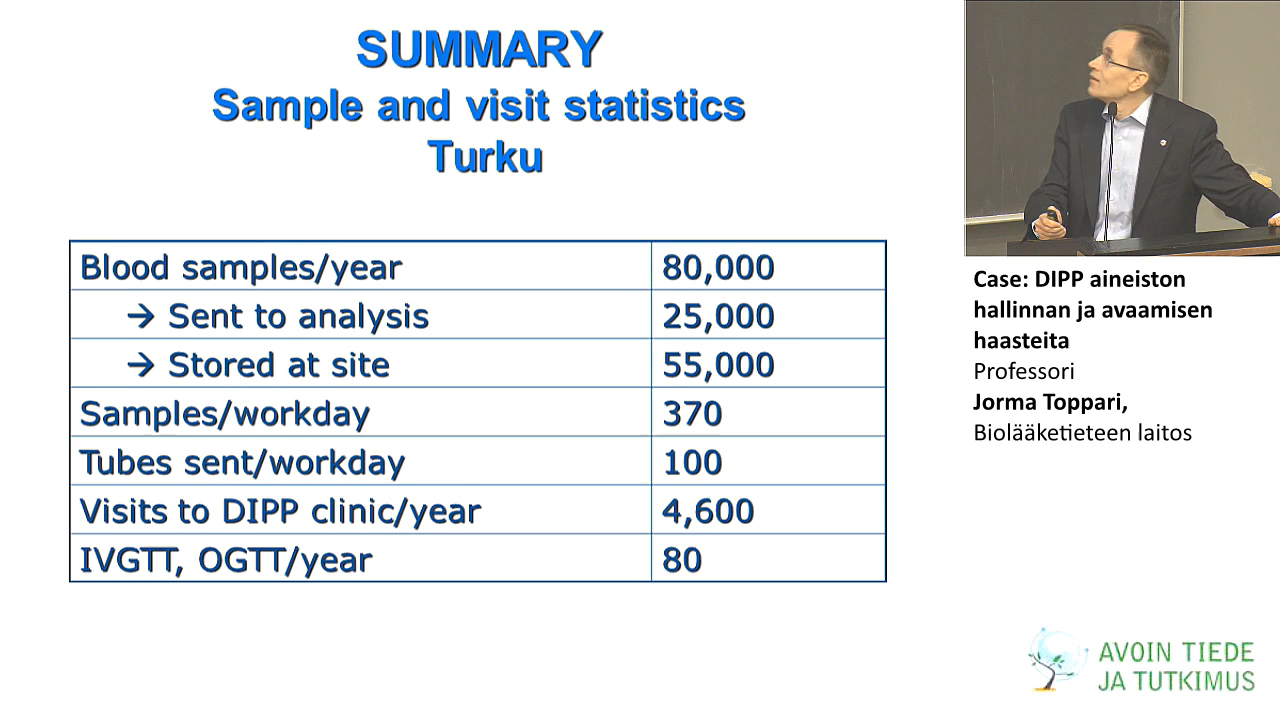 SUMMARY
Sample and visit statistics
Turku
Blood samples/year 80,000
→ Sent to analysis 25,000
→ Stored at site 55,000
Samples/workday 370
Tubes sent/workday 100
Visits to DIPP clinic/year 4,600
IVGTT, OGTT/year 80
Case: DIPP aineiston
hallinnan ja avaamisen
haasteita
Professori
Jorma Toppari,
Biolääketieteen laitos
AVOIN TIEDE
JA TUTKIMUS